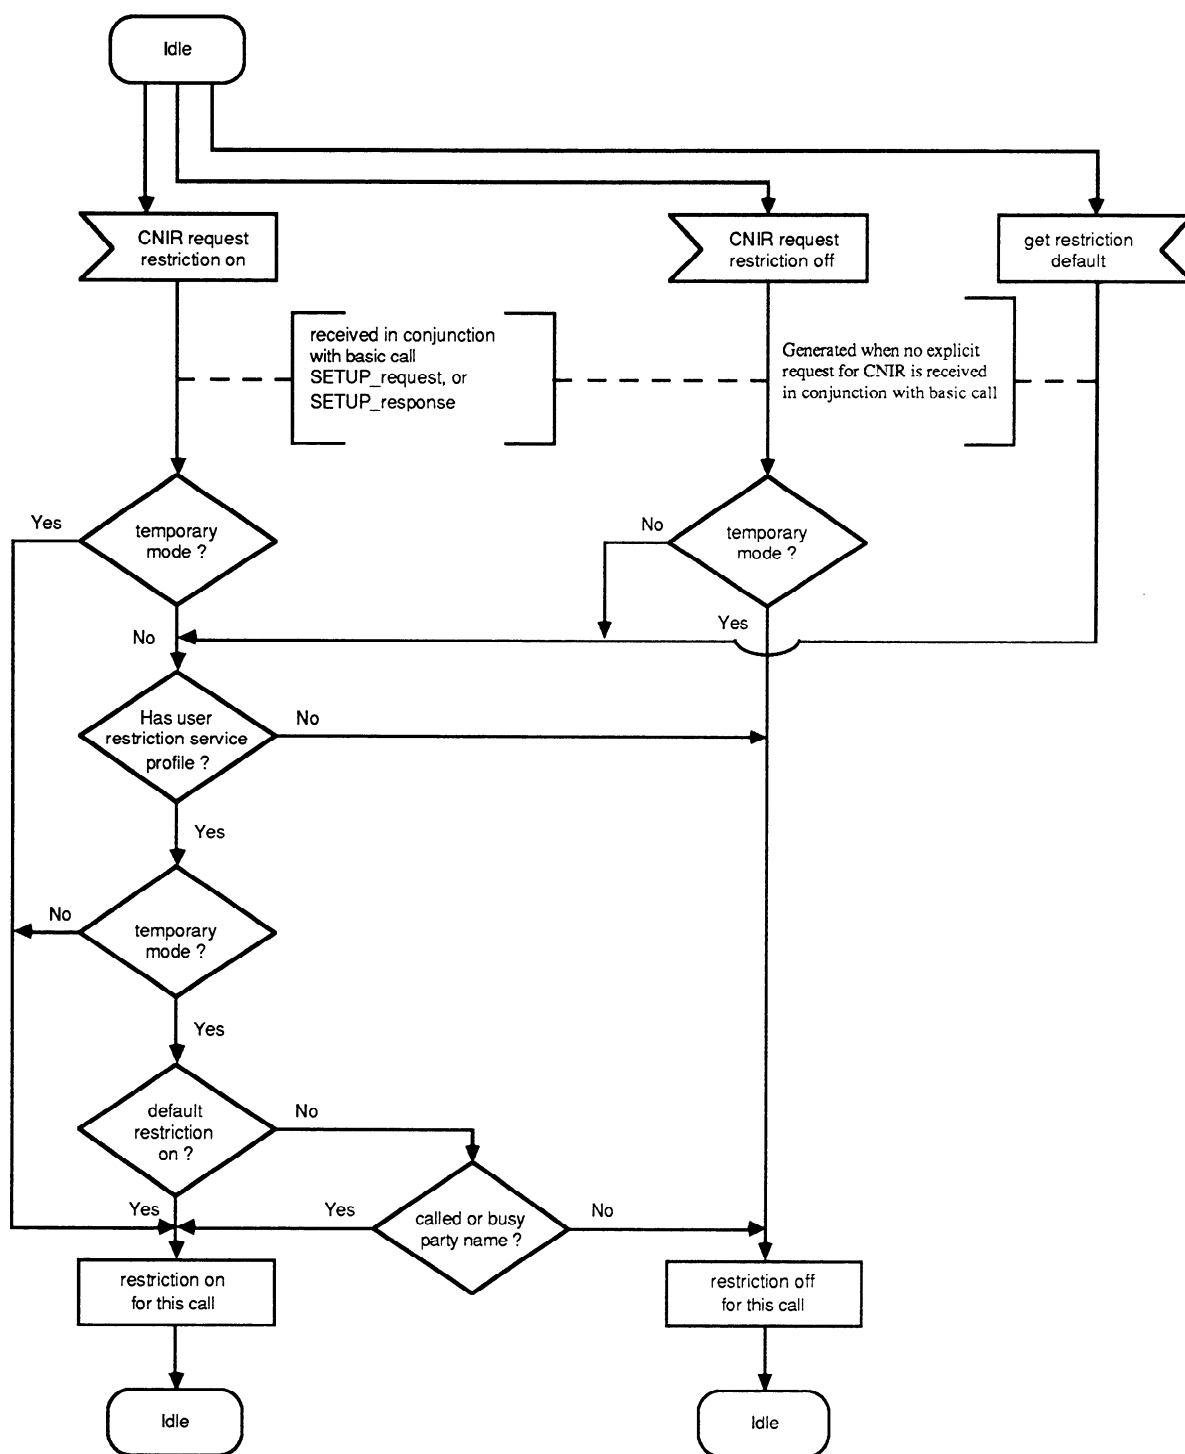 Idle
CNIR request
restriction on
CNIR request
restriction off
get restriction
default
received in conjunction
with basic call
SETUP_request, or
SETUP_response
Generated when no explicit
request for CNIR is received
in conjunction with basic call
Yes
temporary
mode ?
No
temporary
mode ?
No
Yes
Has user
restriction service
profile ?
No
Yes
No
temporary
mode ?
Yes
default
restriction
on ?
No
Yes
Yes
called or busy
party name ?
No
restriction on
for this call
restriction off
for this call
Idle
Idle